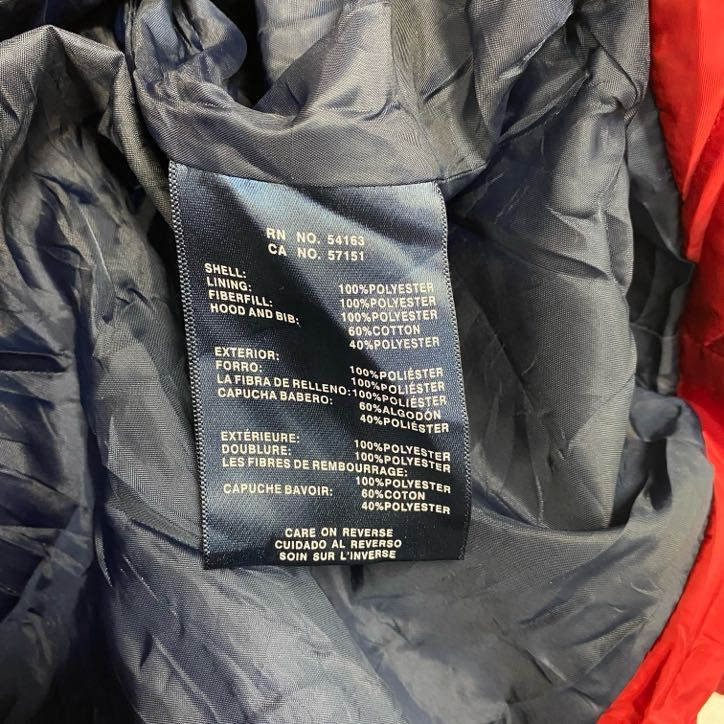 RN NO. 54163
CA NO. 57151
SHELL: 100%POLYESTER
LINING: 100%POLYESTER
FIBERFILL: 100%POLYESTER
HOOD AND BIB: 60%COTTON
40%POLYESTER
EXTERIOR: 100%POLIÉSTER
FORRO: 100%POLIÉSTER
LA FIBRA DE RELLENO:100%POLIÉSTER
CAPUCHA BABERO: 60%ALGODÓN
40%POLIÉSTER
EXTÉRIEURE: 100%POLYESTER
DOUBLURE: 100%POLYESTER
LES FIBRES DE REMBOURRAGE:
100%POLYESTER
CAPUCHE BAVOIR: 60%COTON
40%POLYESTER
CARE ON REVERSE
CUIDADO AL REVERSO
SOIN SUR L'INVERSE